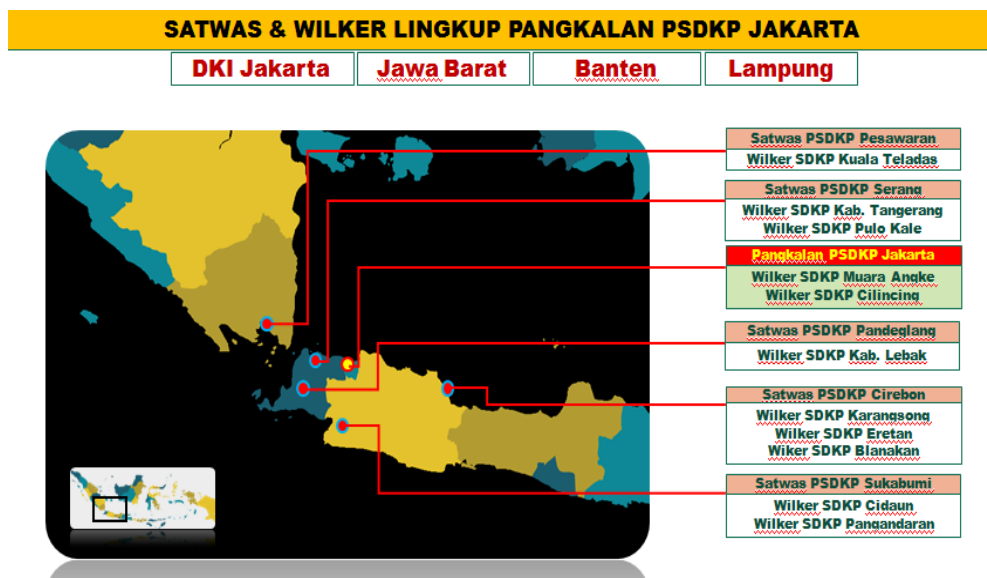 SATWAS & WILKER LINGKUP PANGKALAN PSDKP JAKARTA
DKI Jakarta
Jawa Barat
Banten
Lampung
Satwas PSDKP Pesawaran
Wilker SDKP Kuala Teladas
Satwas PSDKP Serang
Wilker SDKP Kab. Tangerang
Wilker SDKP Pulo Kale
Pangkalan PSDKP Jakarta
Wilker SDKP Muara Angke
Wilker SDKP Cilincing
Satwas PSDKP Pandeglang
Wilker SDKP Kab. Lebak
Satwas PSDKP Cirebon
Wilker SDKP Karangsong
Wilker SDKP Eretan
Wiker SDKP Blanakan
Satwas PSDKP Sukabumi
Wilker SDKP Cidaun
Wilker SDKP Pangandaran